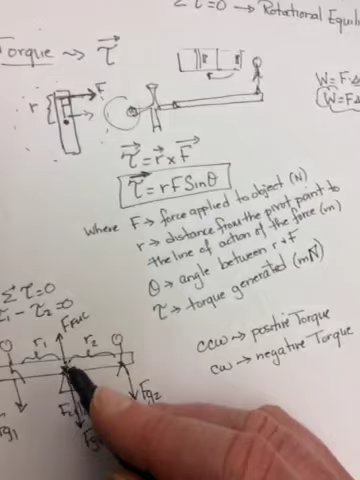 Στ=0 → Rotational Equili
Torque ~> τ
W=F·
W=F
r
F
τ = r x F
τ = rFSinθ
Where F → force applied to object (N)
r → distance from the pivot point to
the line of action of the force (m)
θ → angle between r + F
τ → torque generated (mN)
ccw → positive Torque
cw → negative Torque
Στ=0
τ1 - τ2 = 0
r1
r2
Fg1
Fg2